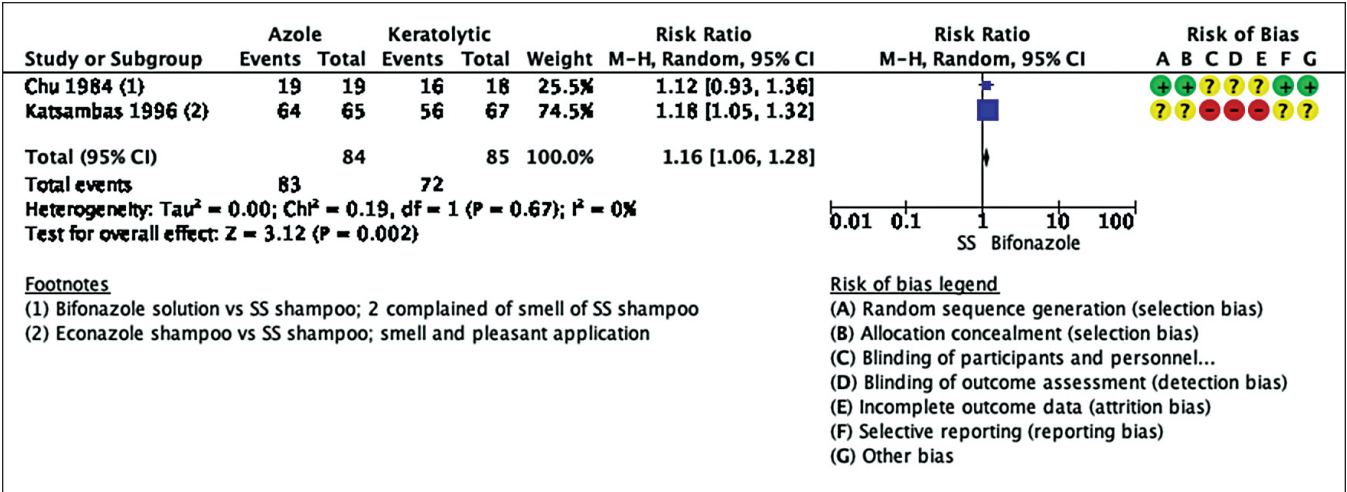 Azole Keratolytic Risk Ratio Risk Ratio Risk of Bias
Study or Subgroup Events Total Events Total Weight M-H, Random, 95% CI M-H, Random, 95% CI A B C D E F G
Chu 1984 (1) 19 19 16 18 25.5% 1.12 [0.93, 1.36] + + ? ? ? + +
Katsambas 1996 (2) 64 65 56 67 74.5% 1.18 [1.05, 1.32] ? ? - - - ? ?
Total (95% CI) 84 85 100.0% 1.16 [1.06, 1.28]
Total events 83 72
Heterogeneity: Tau² = 0.00; Chi² = 0.19, df = 1 (P = 0.67); I² = 0%
Test for overall effect: Z = 3.12 (P = 0.002)
0.01 0.1 1 10 100
SS Bifonazole
Footnotes
(1) Bifonazole solution vs SS shampoo; 2 complained of smell of SS shampoo
(2) Econazole shampoo vs SS shampoo; smell and pleasant application
Risk of bias legend
(A) Random sequence generation (selection bias)
(B) Allocation concealment (selection bias)
(C) Blinding of participants and personnel...
(D) Blinding of outcome assessment (detection bias)
(E) Incomplete outcome data (attrition bias)
(F) Selective reporting (reporting bias)
(G) Other bias